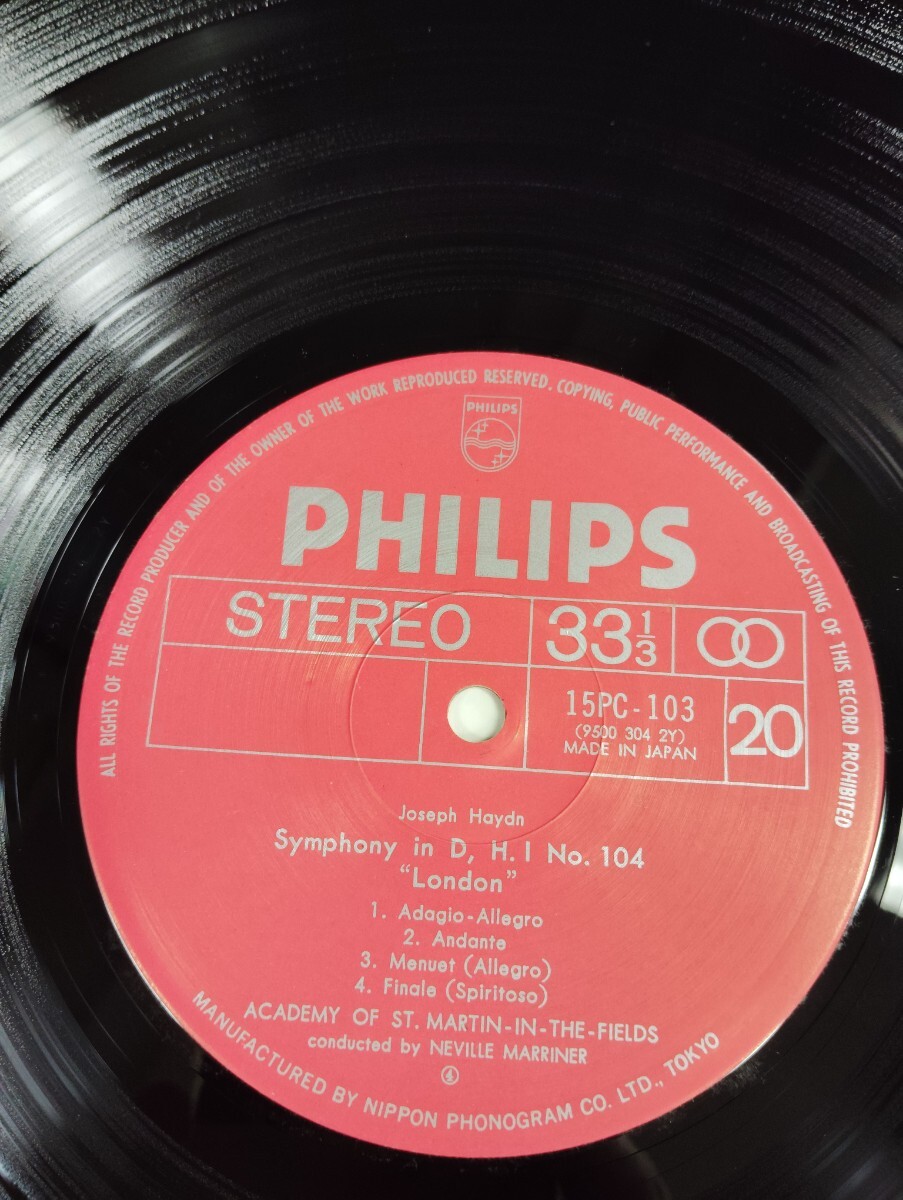 ALL RIGHTS OF THE RECORD PRODUCER AND OF THE OWNER OF THE WORK REPRODUCED RESERVED. COPYING, PUBLIC PERFORMANCE AND BROADCASTING OF THIS RECORD PROHIBITED
PHILIPS
PHILIPS
STEREO 33 1/3
15PC-103
(9500 304 2Y)
MADE IN JAPAN
20
Joseph Haydn
Symphony in D, H. I No. 104
“London”
1. Adagio-Allegro
2. Andante
3. Menuet (Allegro)
4. Finale (Spiritoso)
ACADEMY OF ST. MARTIN-IN-THE-FIELDS
conducted by NEVILLE MARRINER
MANUFACTURED BY NIPPON PHONOGRAM CO. LTD., TOKYO